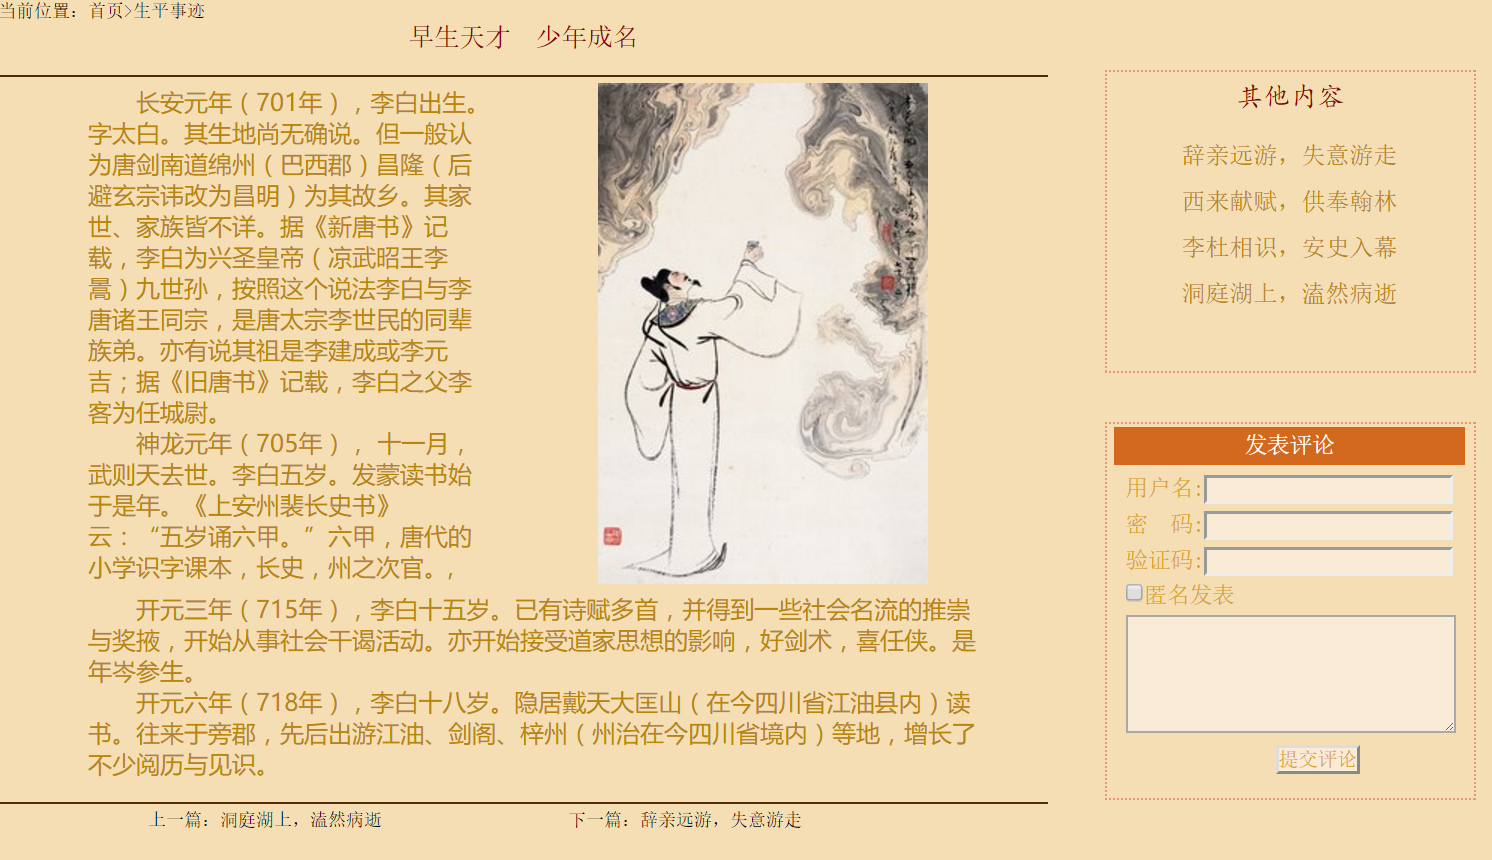 当前位置：首页>生平事迹
早生天才　少年成名
长安元年（701年），李白出生。
字太白。其生地尚无确说。但一般认
为唐剑南道绵州（巴西郡）昌隆（后
避玄宗讳改为昌明）为其故乡。其家
世、家族皆不详。据《新唐书》记
载，李白为兴圣皇帝（凉武昭王李
暠）九世孙，按照这个说法李白与李
唐诸王同宗，是唐太宗李世民的同辈
族弟。亦有说其祖是李建成或李元
吉；据《旧唐书》记载，李白之父李
客为任城尉。
神龙元年（705年），十一月，
武则天去世。李白五岁。发蒙读书始
于是年。《上安州裴长史书》
云：“五岁诵六甲。”六甲，唐代的
小学识字课本，长史，州之次官。，
开元三年（715年），李白十五岁。已有诗赋多首，并得到一些社会名流的推崇
与奖掖，开始从事社会干谒活动。亦开始接受道家思想的影响，好剑术，喜任侠。是
年岑参生。
开元六年（718年），李白十八岁。隐居戴天大匡山（在今四川省江油县内）读
书。往来于旁郡，先后出游江油、剑阁、梓州（州治在今四川省境内）等地，增长了
不少阅历与见识。
上一篇：洞庭湖上，溘然病逝
下一篇：辞亲远游，失意游走
其他内容
辞亲远游，失意游走
西来献赋，供奉翰林
李杜相识，安史入幕
洞庭湖上，溘然病逝
发表评论
用户名:
密　码:
验证码:
匿名发表
提交评论